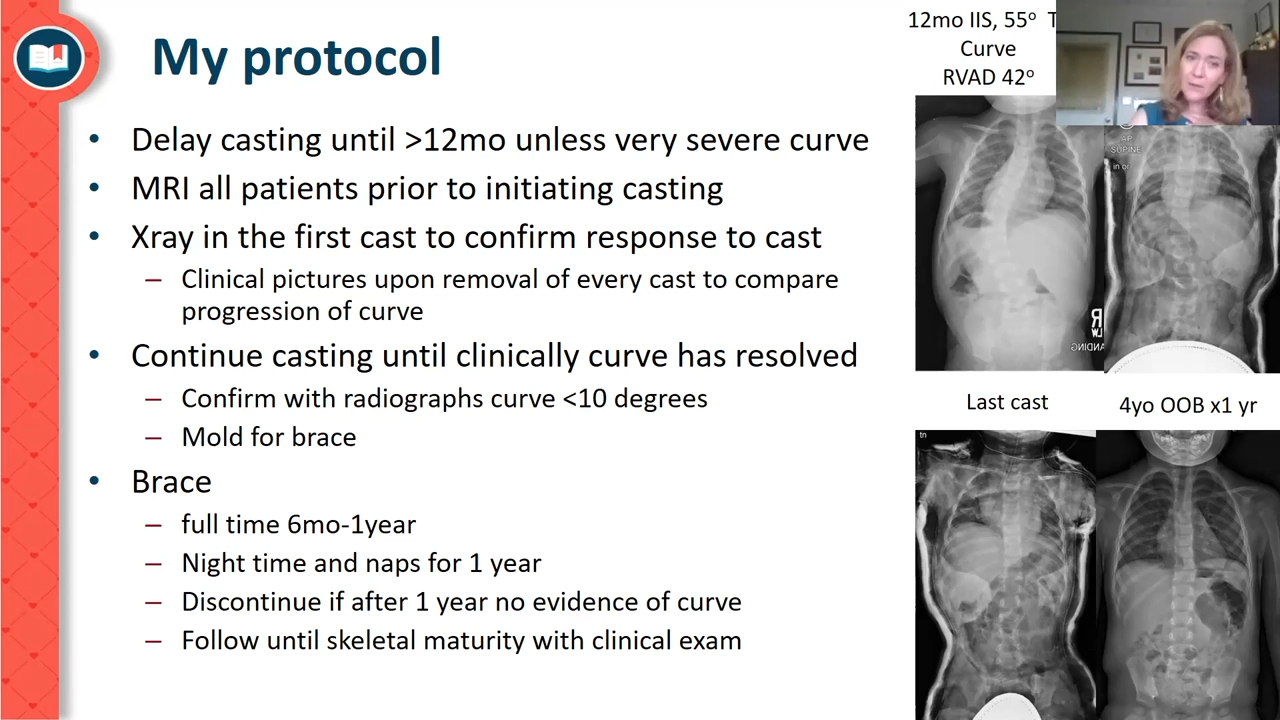 My protocol
• Delay casting until >12mo unless very severe curve
• MRI all patients prior to initiating casting
• Xray in the first cast to confirm response to cast
– Clinical pictures upon removal of every cast to compare
progression of curve
• Continue casting until clinically curve has resolved
– Confirm with radiographs curve <10 degrees
– Mold for brace
• Brace
– full time 6mo-1year
– Night time and naps for 1 year
– Discontinue if after 1 year no evidence of curve
– Follow until skeletal maturity with clinical exam
12mo IIS, 55° T
Curve
RVAD 42°
AP
SUPINE
R
LW
ANDING
Last cast
4yo OOB x1 yr
tn